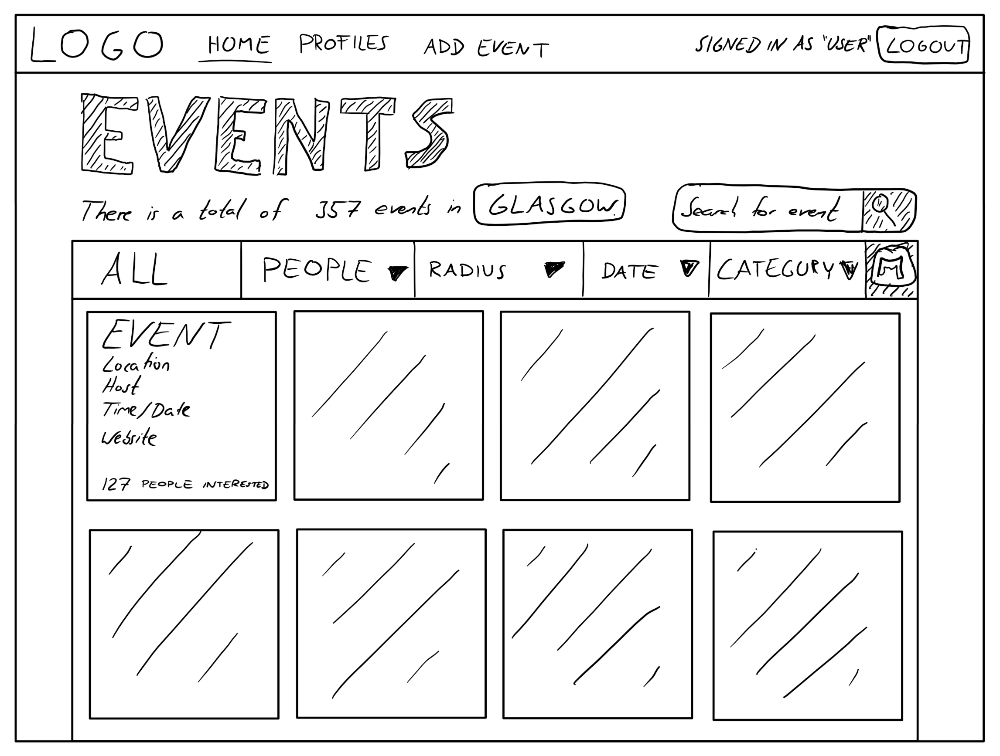 LOGO HOME PROFILES ADD EVENT SIGNED IN AS "USER" LOGOUT
EVENTS
There is a total of 357 events in GLASGOW. Search for event
ALL PEOPLE RADIUS DATE CATEGORY M
EVENT
Location
Host
Time/Date
Website
127 PEOPLE INTERESTED